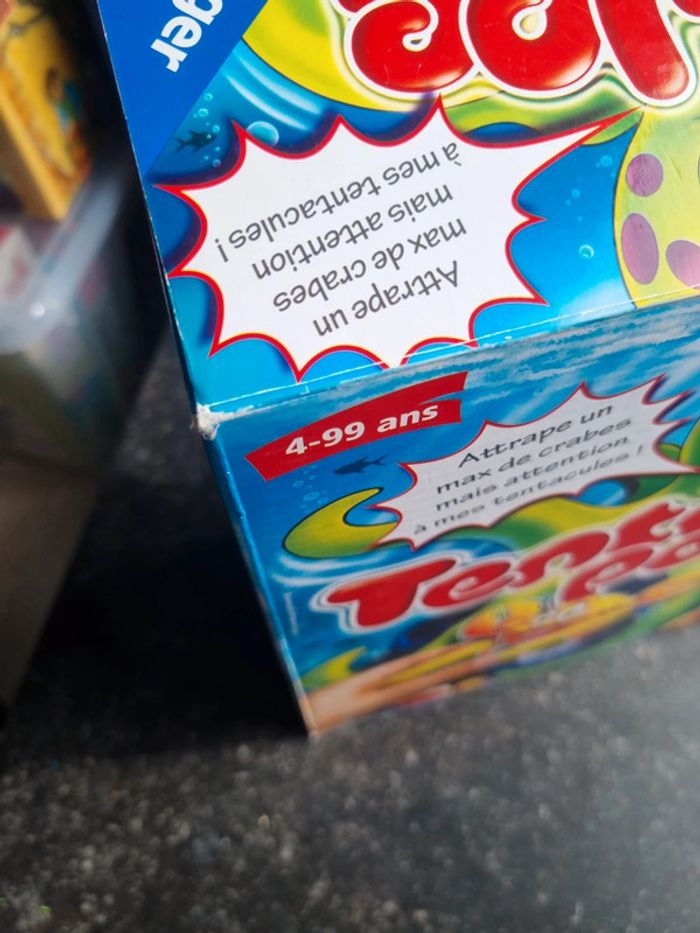 Attrape un
max de crabes
mais attention
à mes tentacules !
4-99 ans
Attrape un
max de crabes
mais attention
à mes tentacules !